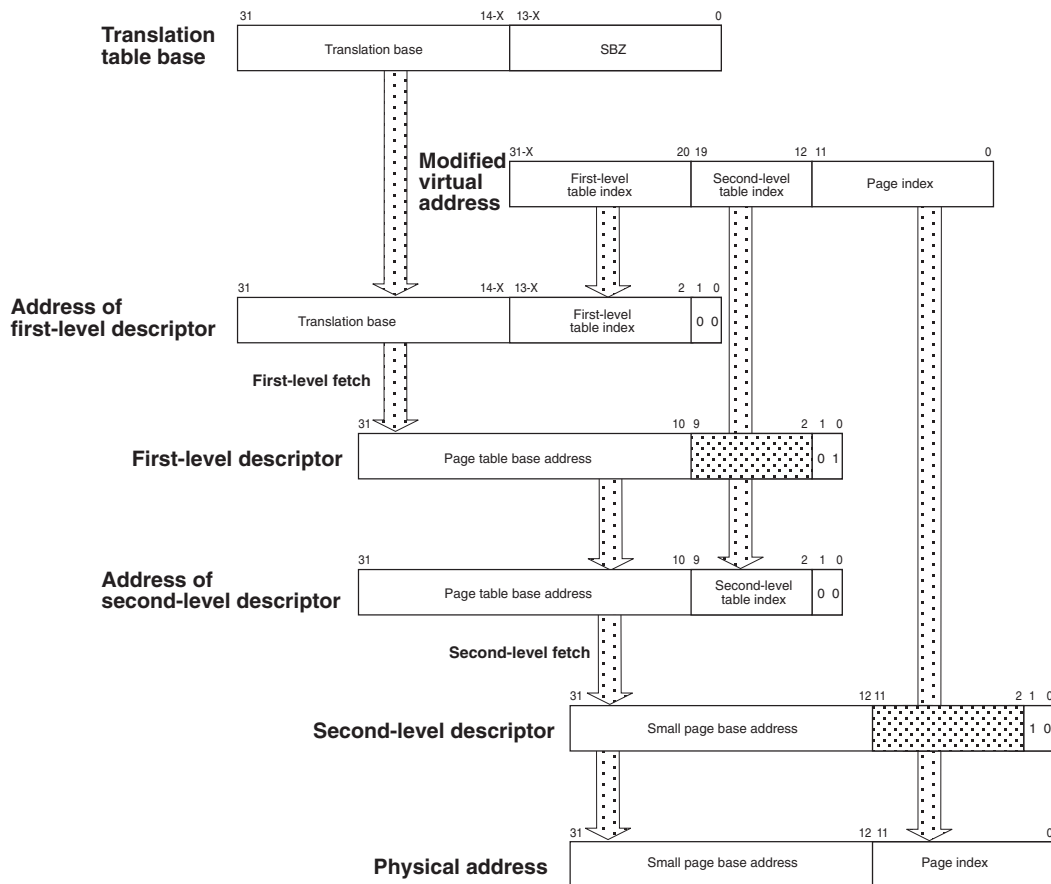 31 14-X 13-X 0
Translation
table base
Translation base SBZ
31-X 20 19 12 11 0
Modified
virtual
address
First-level
table index
Second-level
table index
Page index
31 14-X 13-X 2 1 0
Address of
first-level descriptor
Translation base
First-level
table index
0 0
First-level fetch
31 10 9 2 1 0
First-level descriptor
Page table base address 0 1
31 10 9 2 1 0
Address of
second-level descriptor
Page table base address
Second-level
table index
0 0
Second-level fetch
31 12 11 2 1 0
Second-level descriptor
Small page base address 1 0
31 12 11 0
Physical address
Small page base address Page index